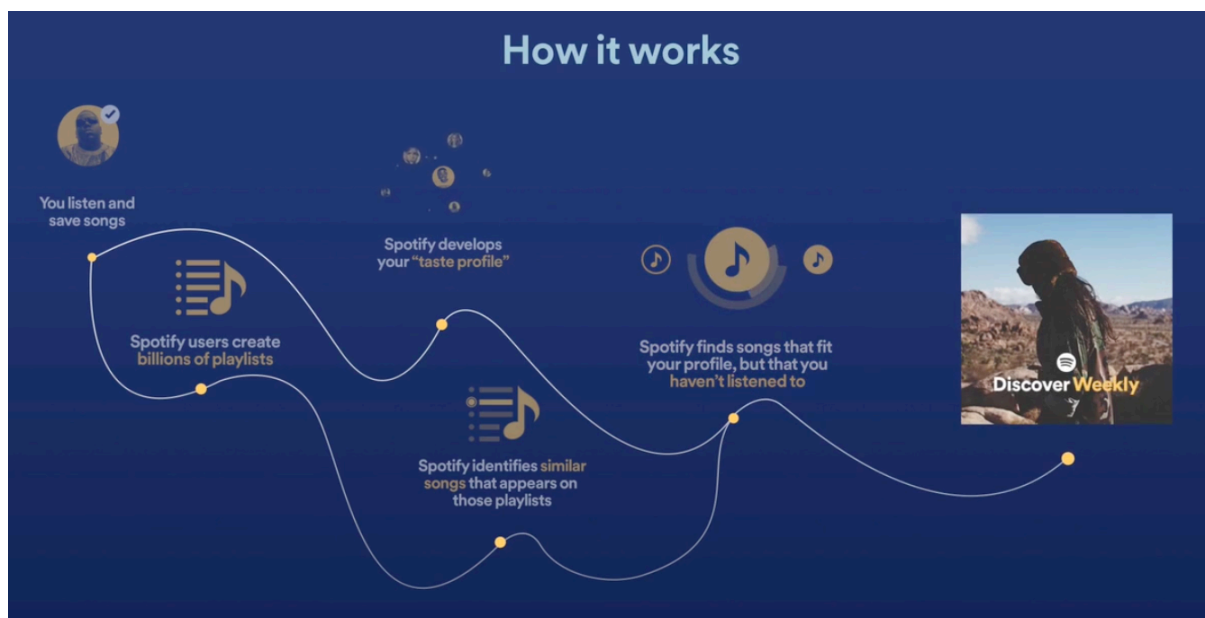 How it works
You listen and
save songs
Spotify develops
your “taste profile”
Spotify users create
billions of playlists
Spotify identifies similar
songs that appears on
those playlists
Spotify finds songs that fit
your profile, but that you
haven’t listened to
Discover Weekly